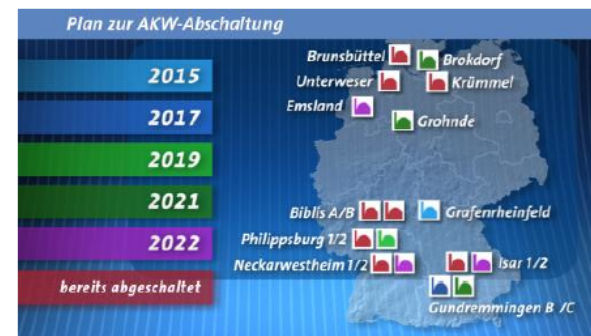 Plan zur AKW-Abschaltung
2015
2017
2019
2021
2022
bereits abgeschaltet
Brunsbüttel
Brokdorf
Unterweser
Krümmel
Emsland
Grohnde
Biblis A/B
Grafenrheinfeld
Philippsburg 1/2
Neckarwestheim 1/2
Isar 1/2
Gundremmingen B /C